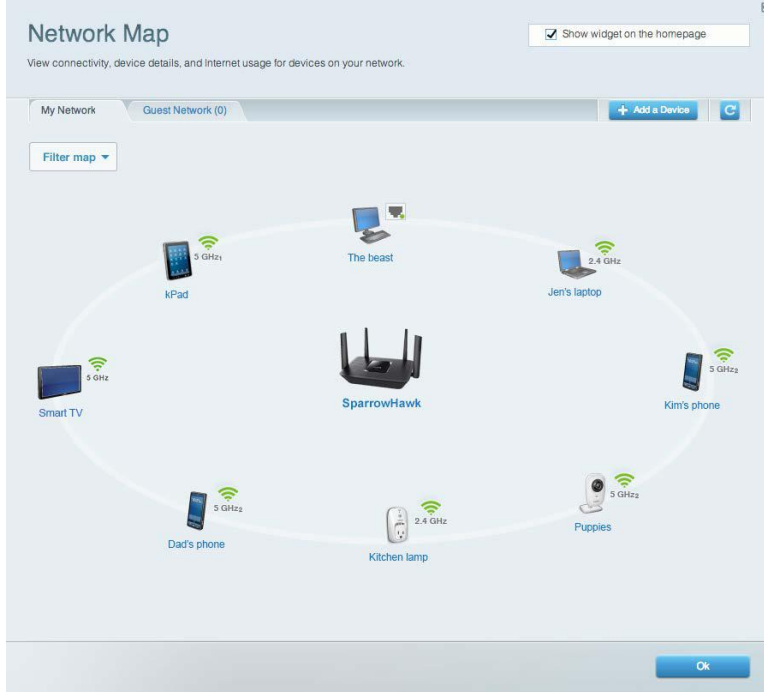 Network Map
Show widget on the homepage
View connectivity, device details, and Internet usage for devices on your network.
My Network
Guest Network (0)
+ Add a Device
Filter map
The beast
5 GHz1
kPad
2.4 GHz
Jen's laptop
5 GHz
Smart TV
SparrowHawk
5 GHz2
Kim's phone
5 GHz2
Dad's phone
2.4 GHz
Kitchen lamp
5 GHz2
Puppies
Ok